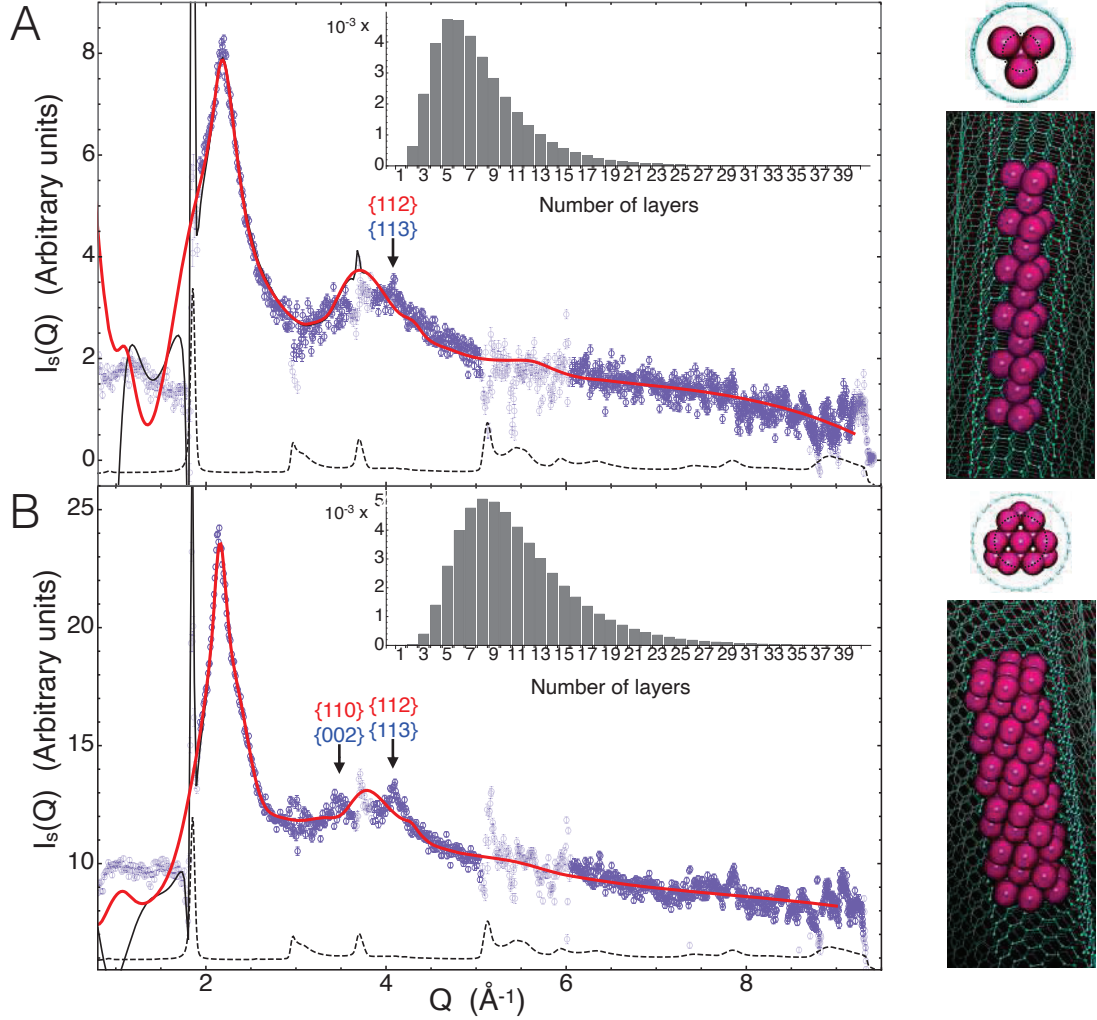 A
I_s(Q) (Arbitrary units)
8
6
4
2
0
10⁻³ x
4
3
2
1
0
1 3 5 7 9 11 13 15 17 19 21 23 25 27 29 31 33 35 37 39
Number of layers
{112}
{113}
B
I_s(Q) (Arbitrary units)
25
20
15
10
10⁻³ x
5
4
3
2
1
0
1 3 5 7 9 11 13 15 17 19 21 23 25 27 29 31 33 35 37 39
Number of layers
{110} {112}
{002} {113}
2 4 6 8
Q (Å⁻¹)